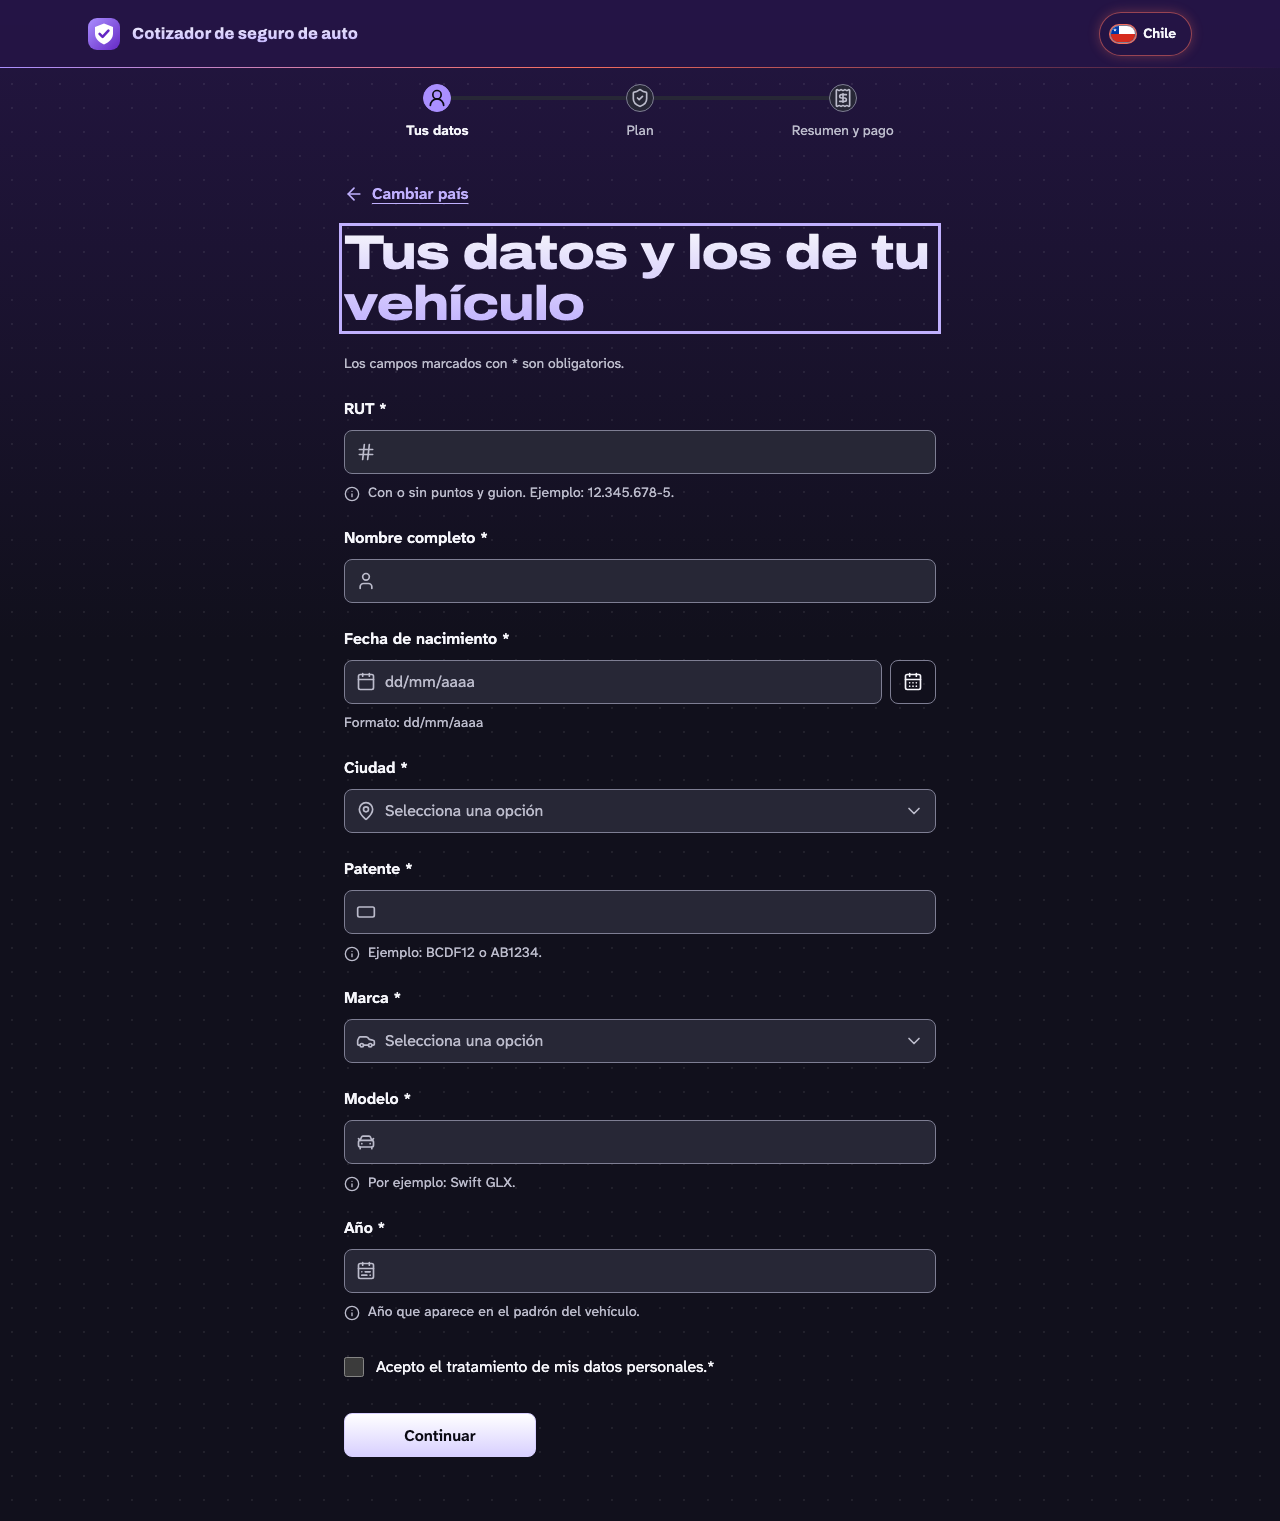 Cotizador de seguro de auto
Chile
Tus datos
Plan
Resumen y pago
Cambiar país
Tus datos y los de tu
vehículo
Los campos marcados con * son obligatorios.
RUT *
Con o sin puntos y guion. Ejemplo: 12.345.678-5.
Nombre completo *
Fecha de nacimiento *
dd/mm/aaaa
Formato: dd/mm/aaaa
Ciudad *
Selecciona una opción
Patente *
Ejemplo: BCDF12 o AB1234.
Marca *
Selecciona una opción
Modelo *
Por ejemplo: Swift GLX.
Año *
Año que aparece en el padrón del vehículo.
Acepto el tratamiento de mis datos personales.*
Continuar